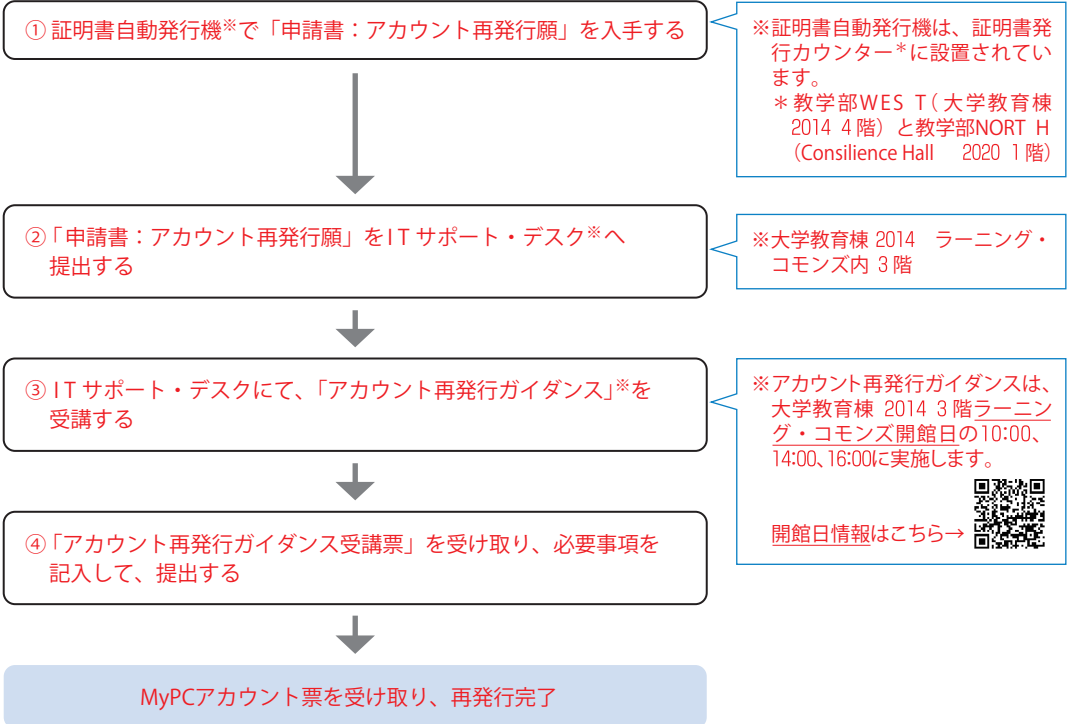 ① 証明書自動発行機※で「申請書：アカウント再発行願」を入手する
※証明書自動発行機は、証明書発
行カウンター＊に設置されてい
ます。
＊教学部WES T（大学教育棟
2014 4階）と教学部NORT H
（Consilience Hall 2020 1階）
②「申請書：アカウント再発行願」をIT サポート・デスク※へ
提出する
※大学教育棟 2014 ラーニング・
コモンズ内 3階
③ IT サポート・デスクにて、「アカウント再発行ガイダンス」※を
受講する
※アカウント再発行ガイダンスは、
大学教育棟 2014 3階ラーニン
グ・コモンズ開館日の10:00、
14:00、16:00に実施します。
開館日情報はこちら→
④「アカウント再発行ガイダンス受講票」を受け取り、必要事項を
記入して、提出する
MyPCアカウント票を受け取り、再発行完了